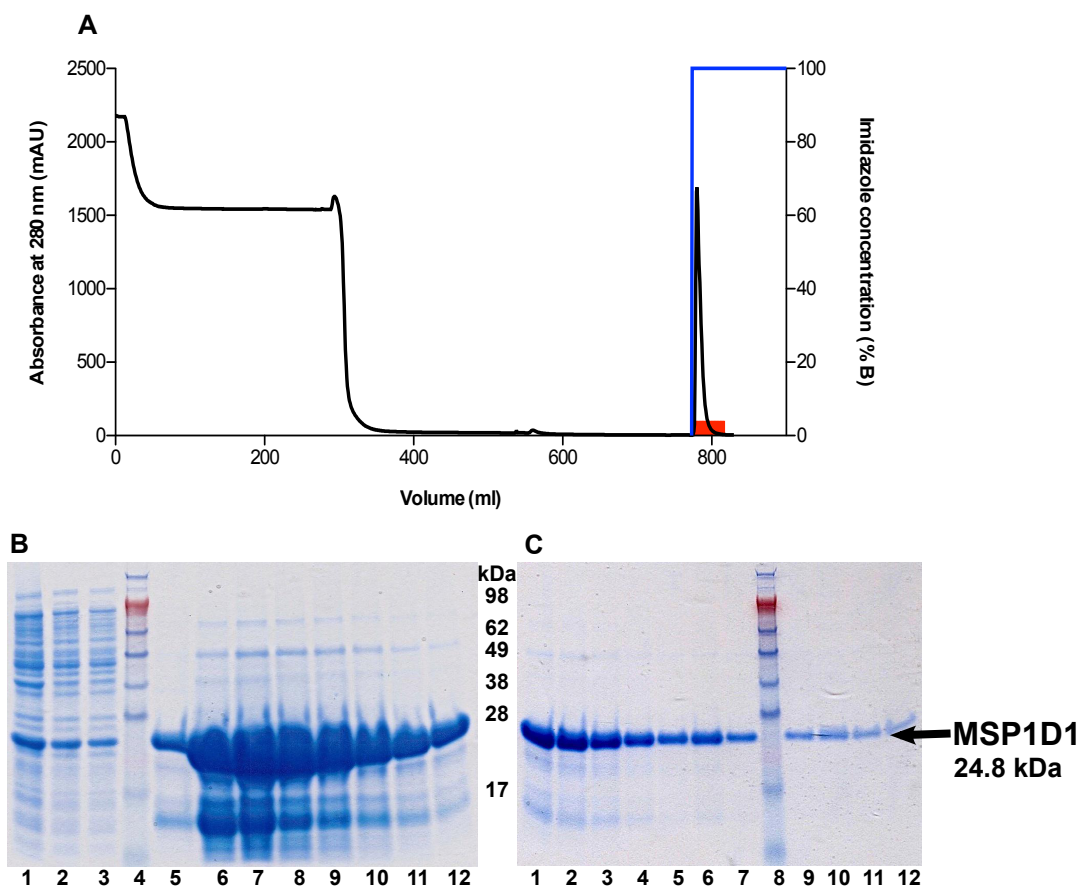 A
Absorbance at 280 nm (mAU)
2500
2000
1500
1000
500
0
100
80
60
40
20
0
Imidazole concentration (% B)
0 200 400 600 800
Volume (ml)
B
C
kDa
98
62
49
38
28
17
MSP1D1
24.8 kDa
1 2 3 4 5 6 7 8 9 10 11 12
1 2 3 4 5 6 7 8 9 10 11 12